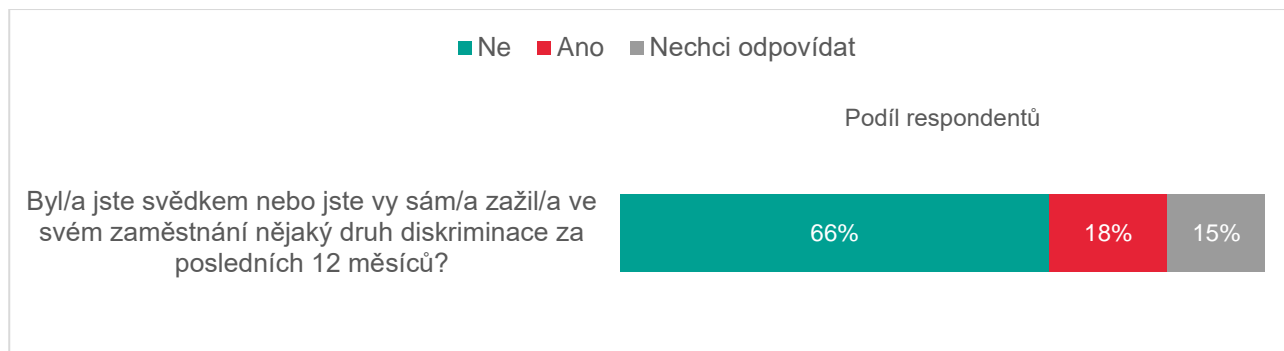 Ne Ano Nechci odpovídat
Podíl respondentů
Byl/a jste svědkem nebo jste vy sám/a zažil/a ve
svém zaměstnání nějaký druh diskriminace za
posledních 12 měsíců?
66% 18% 15%